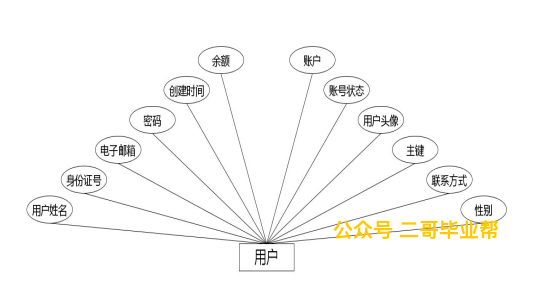 余额
账户
创建时间
账号状态
密码
用户头像
电子邮箱
主键
身份证号
联系方式
用户姓名
性别
公众号 二哥毕业帮
用户